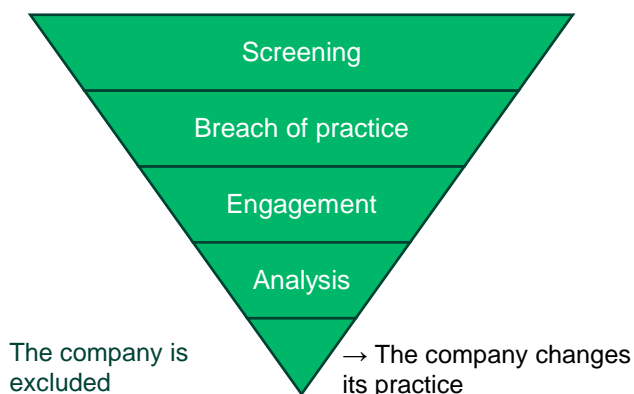 Screening
Breach of practice
Engagement
Analysis
The company is
excluded
→ The company changes
its practice